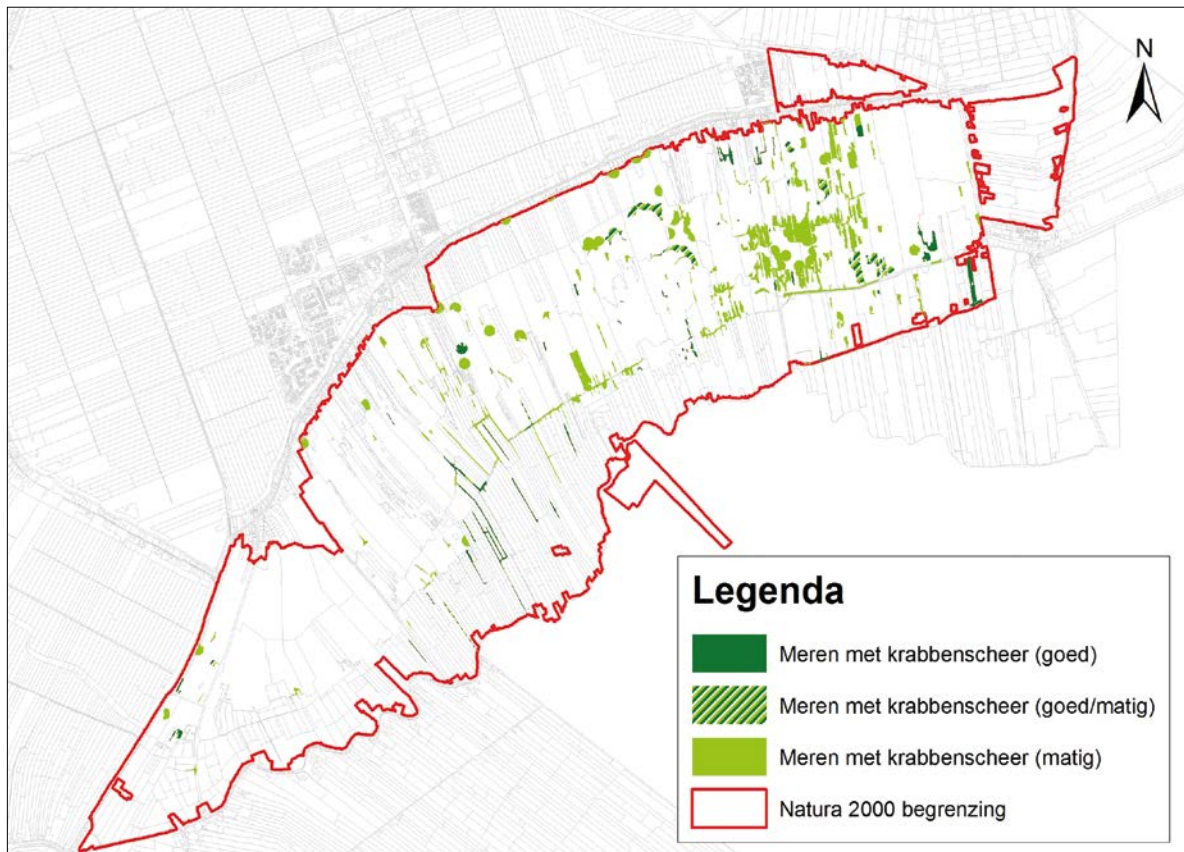 N
Legenda
Meren met krabbenscheer (goed)
Meren met krabbenscheer (goed/matig)
Meren met krabbenscheer (matig)
Natura 2000 begrenzing